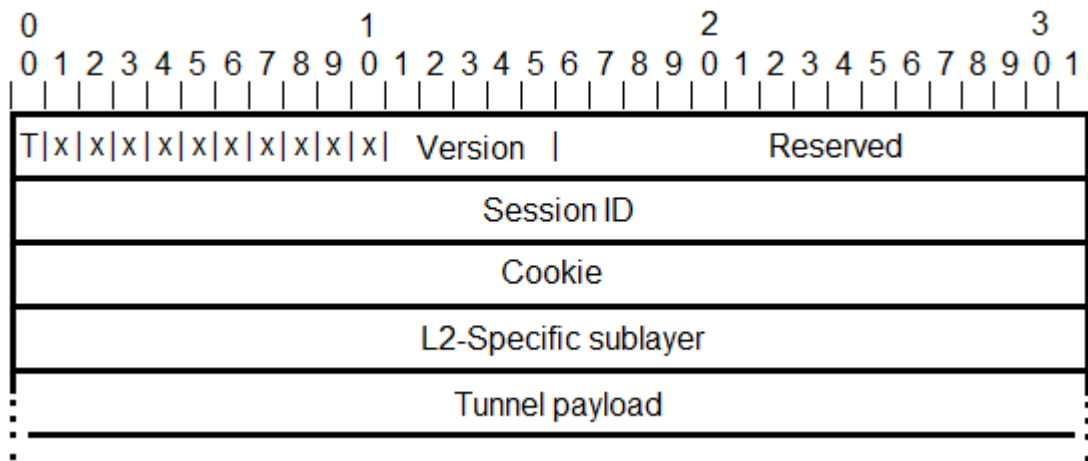 0 1 2 3
0 1 2 3 4 5 6 7 8 9 0 1 2 3 4 5 6 7 8 9 0 1 2 3 4 5 6 7 8 9 0 1
T|x|x|x|x|x|x|x|x|x|x| Version | Reserved
Session ID
Cookie
L2-Specific sublayer
Tunnel payload